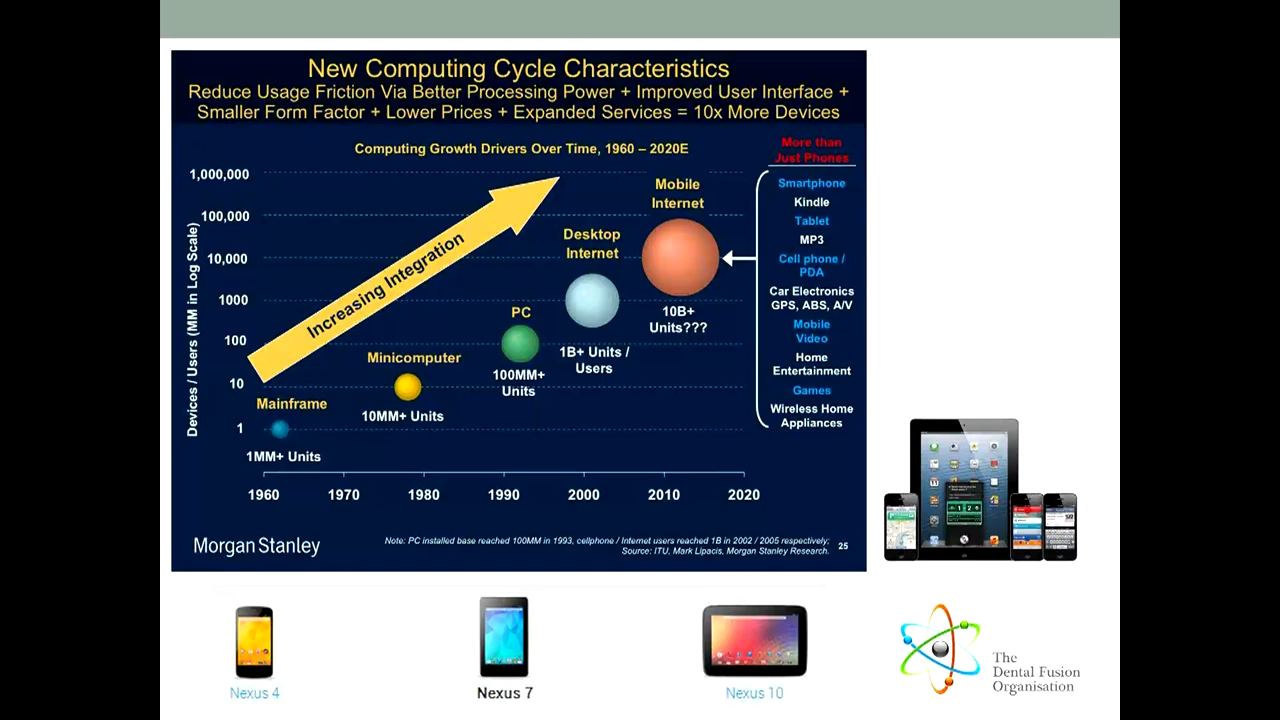 New Computing Cycle Characteristics
Reduce Usage Friction Via Better Processing Power + Improved User Interface +
Smaller Form Factor + Lower Prices + Expanded Services = 10x More Devices
Computing Growth Drivers Over Time, 1960 – 2020E
More than
Just Phones
Devices / Users (MM in Log Scale)
1,000,000
100,000
10,000
1000
100
10
1
Increasing Integration
Mainframe
1MM+ Units
Minicomputer
10MM+ Units
PC
100MM+
Units
Desktop
Internet
1B+ Units /
Users
Mobile
Internet
10B+
Units???
Smartphone
Kindle
Tablet
MP3
Cell phone /
PDA
Car Electronics
GPS, ABS, A/V
Mobile
Video
Home
Entertainment
Games
Wireless Home
Appliances
1960
1970
1980
1990
2000
2010
2020
Morgan Stanley
Note: PC installed base reached 100MM in 1993, cellphone / Internet users reached 1B in 2002 / 2005 respectively;
Source: ITU, Mark Lipacis, Morgan Stanley Research.
25
Nexus 4
Nexus 7
Nexus 10
The
Dental Fusion
Organisation